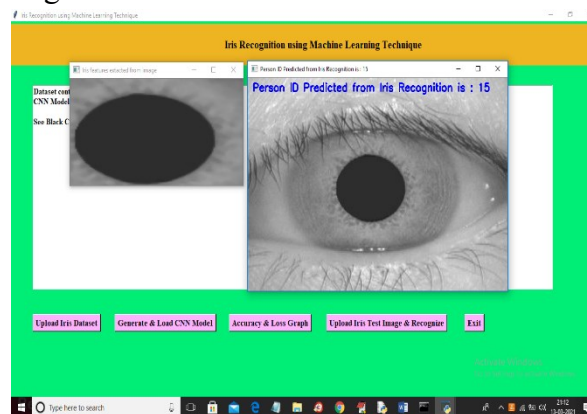 Iris Recognition using Machine Learning Technique
Iris Recognition using Machine Learning Technique
Iris features extracted from image
Person ID Predicted from Iris Recognition is : 15
Dataset cont
CNN Model
See Black C
Person ID Predicted from Iris Recognition is : 15
Upload Iris Dataset
Generate & Load CNN Model
Accuracy & Loss Graph
Upload Iris Test Image & Recognize
Exit
Type here to search
21:12